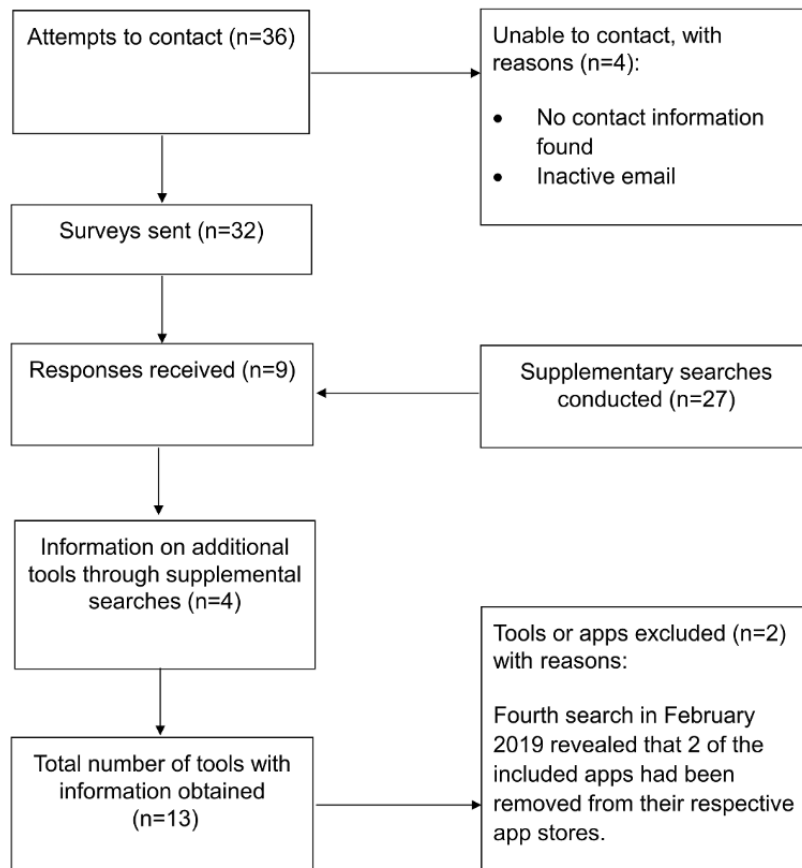 Attempts to contact (n=36)
Unable to contact, with
reasons (n=4):
• No contact information
found
• Inactive email
Surveys sent (n=32)
Responses received (n=9)
Supplementary searches
conducted (n=27)
Information on additional
tools through supplemental
searches (n=4)
Tools or apps excluded (n=2)
with reasons:
Fourth search in February
2019 revealed that 2 of the
included apps had been
removed from their respective
app stores.
Total number of tools with
information obtained
(n=13)